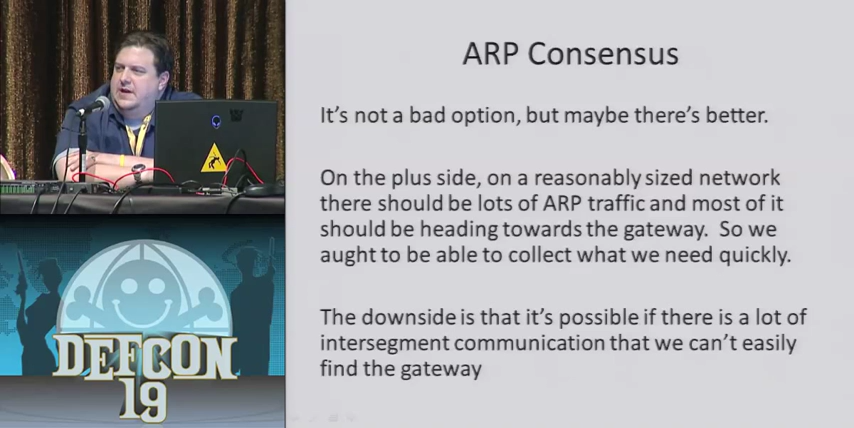 ARP Consensus
It's not a bad option, but maybe there's better.
On the plus side, on a reasonably sized network
there should be lots of ARP traffic and most of it
should be heading towards the gateway.  So we
aught to be able to collect what we need quickly.
The downside is that it's possible if there is a lot of
intersegment communication that we can't easily
find the gateway
DEFCON
19